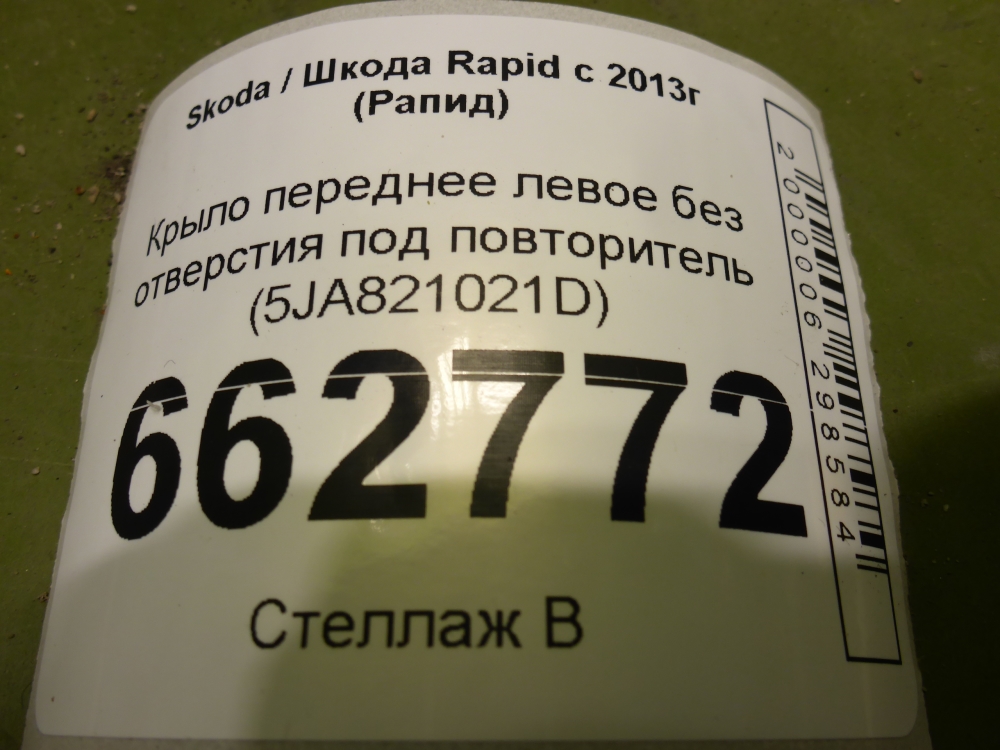 Skoda / Шкода Rapid с 2013г
(Рапид)
Крыло переднее левое без
отверстия под повторитель
(5JA821021D)
662772
Стеллаж В
2000006298584